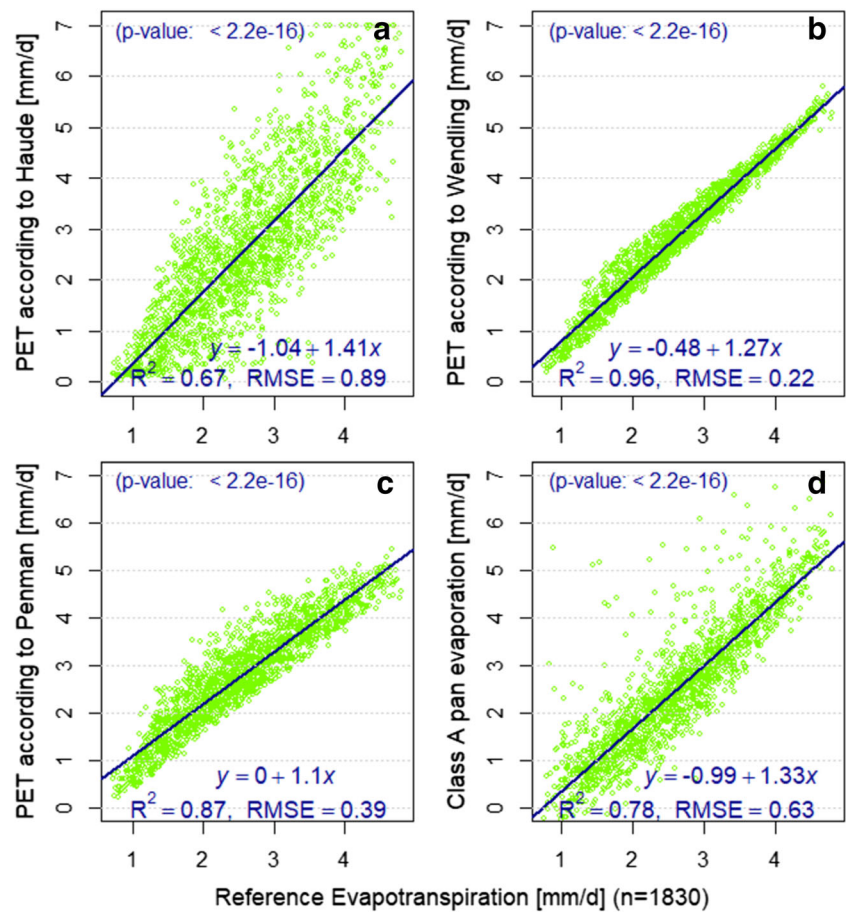 PET according to Haude [mm/d]
7
6
5
4
3
2
1
0
(p-value: < 2.2e-16)
a
y = -1.04 + 1.41x
R² = 0.67, RMSE = 0.89
1 2 3 4
PET according to Wendling [mm/d]
7
6
5
4
3
2
1
0
(p-value: < 2.2e-16)
b
y = -0.48 + 1.27x
R² = 0.96, RMSE = 0.22
1 2 3 4
PET according to Penman [mm/d]
7
6
5
4
3
2
1
0
(p-value: < 2.2e-16)
c
y = 0 + 1.1x
R² = 0.87, RMSE = 0.39
1 2 3 4
Class A pan evaporation [mm/d]
7
6
5
4
3
2
1
0
(p-value: < 2.2e-16)
d
y = -0.99 + 1.33x
R² = 0.78, RMSE = 0.63
1 2 3 4
Reference Evapotranspiration [mm/d] (n=1830)